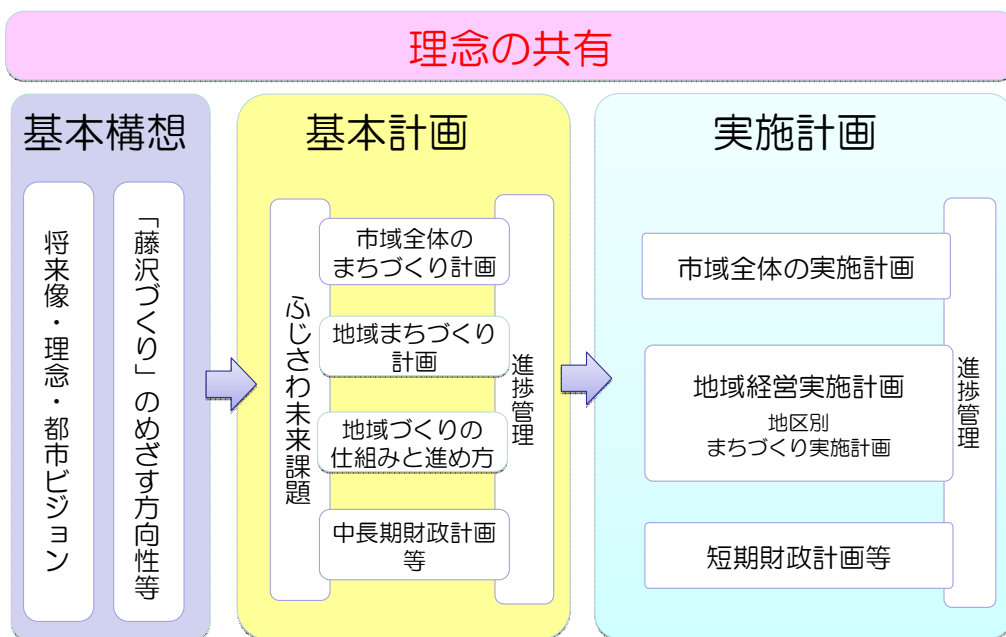 理念の共有
基本構想
将来像・理念・都市ビジョン
「藤沢づくり」のめざす方向性等
基本計画
ふじさわ未来課題
市域全体の
まちづくり計画
地域まちづくり
計画
地域づくりの
仕組みと進め方
中長期財政計画
等
進捗管理
実施計画
市域全体の実施計画
地域経営実施計画
地区別
まちづくり実施計画
短期財政計画等
進捗管理